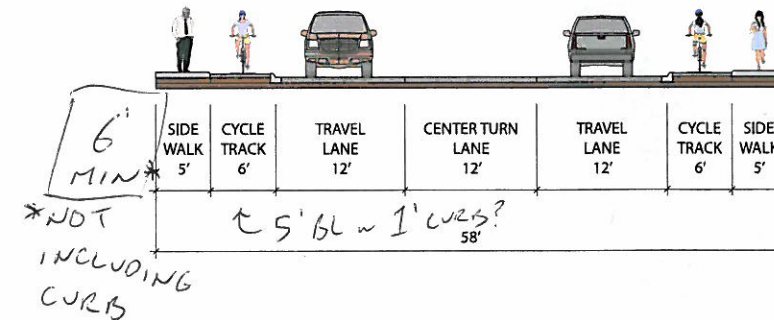 SIDE WALK 5'
CYCLE TRACK 6'
TRAVEL LANE 12'
CENTER TURN LANE 12'
TRAVEL LANE 12'
CYCLE TRACK 6'
SIDE WALK 5'
6" MIN*
*NOT INCLUDING CURB
5' BL w 1' CURB?
58'